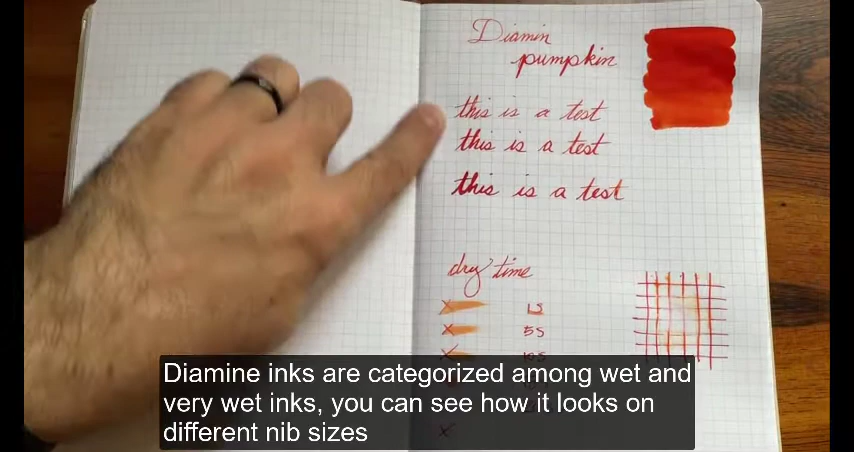 Diamin
pumpkin
this is a test
this is a test
this is a test
dry time
x 1s
x 5s
x 10s
x
Diamine inks are categorized among wet and
very wet inks, you can see how it looks on
different nib sizes